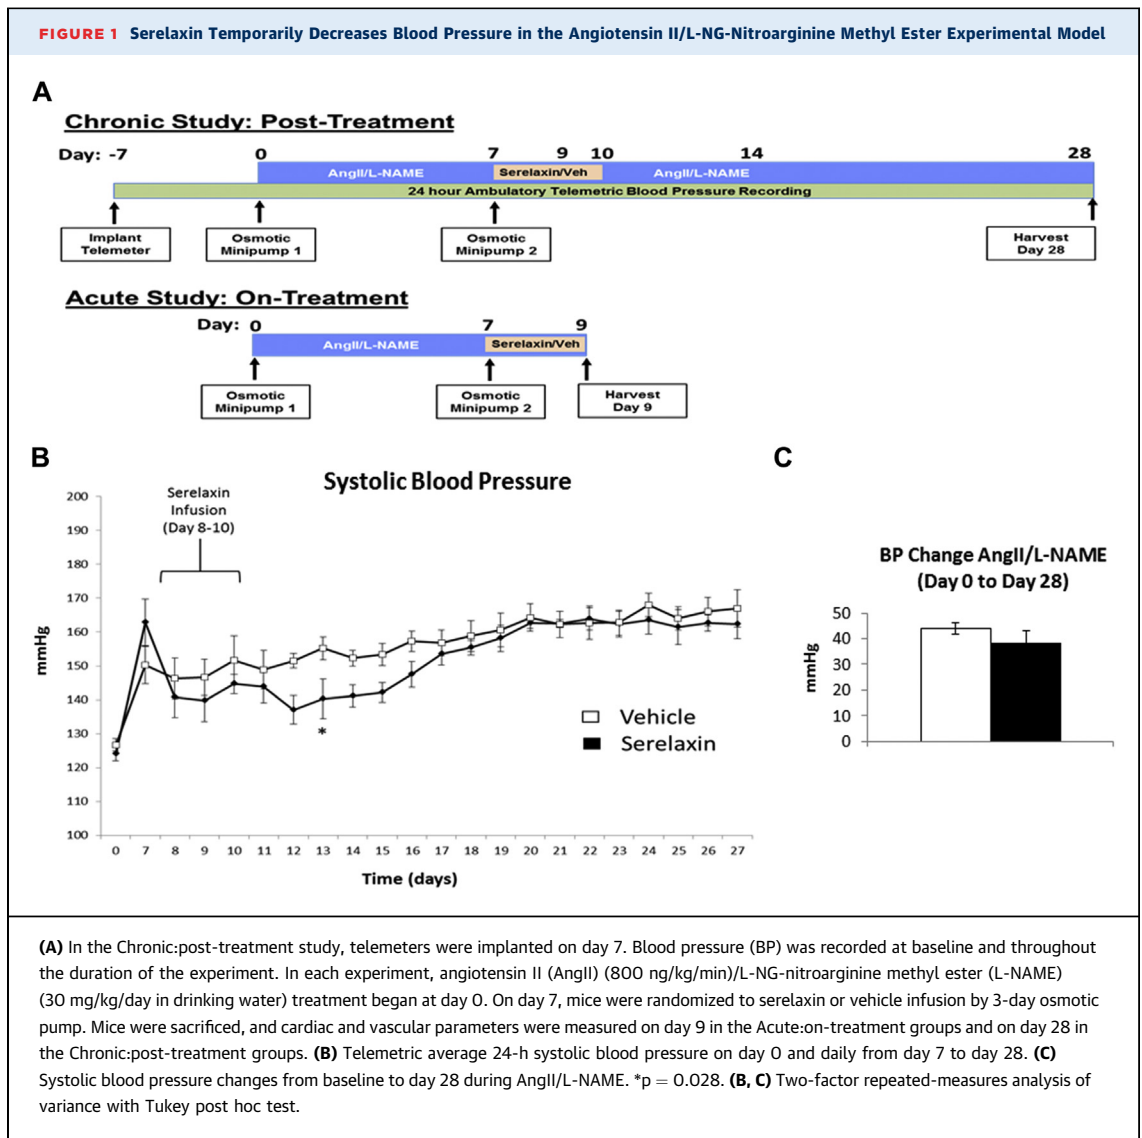 FIGURE 1 Serelaxin Temporarily Decreases Blood Pressure in the Angiotensin II/L-NG-Nitroarginine Methyl Ester Experimental Model
A
Chronic Study: Post-Treatment
Day: -7 0 7 9 10 14 28
AngII/L-NAME Serelaxin/Veh AngII/L-NAME
24 hour Ambulatory Telemetric Blood Pressure Recording
Implant
Telemeter
Osmotic
Minipump 1
Osmotic
Minipump 2
Harvest
Day 28
Acute Study: On-Treatment
Day: 0 7 9
AngII/L-NAME Serelaxin/Veh
Osmotic
Minipump 1
Osmotic
Minipump 2
Harvest
Day 9
B
Systolic Blood Pressure
Serelaxin
Infusion
(Day 8-10)
mmHg
200
190
180
170
160
150
140
130
120
110
100
*
Vehicle
Serelaxin
0 7 8 9 10 11 12 13 14 15 16 17 18 19 20 21 22 23 24 25 26 27
Time (days)
C
BP Change AngII/L-NAME
(Day 0 to Day 28)
mmHg
50
40
30
20
10
0
(A) In the Chronic:post-treatment study, telemeters were implanted on day 7. Blood pressure (BP) was recorded at baseline and throughout
the duration of the experiment. In each experiment, angiotensin II (AngII) (800 ng/kg/min)/L-NG-nitroarginine methyl ester (L-NAME)
(30 mg/kg/day in drinking water) treatment began at day 0. On day 7, mice were randomized to serelaxin or vehicle infusion by 3-day osmotic
pump. Mice were sacrificed, and cardiac and vascular parameters were measured on day 9 in the Acute:on-treatment groups and on day 28 in
the Chronic:post-treatment groups. (B) Telemetric average 24-h systolic blood pressure on day 0 and daily from day 7 to day 28. (C)
Systolic blood pressure changes from baseline to day 28 during AngII/L-NAME. *p = 0.028. (B, C) Two-factor repeated-measures analysis of
variance with Tukey post hoc test.